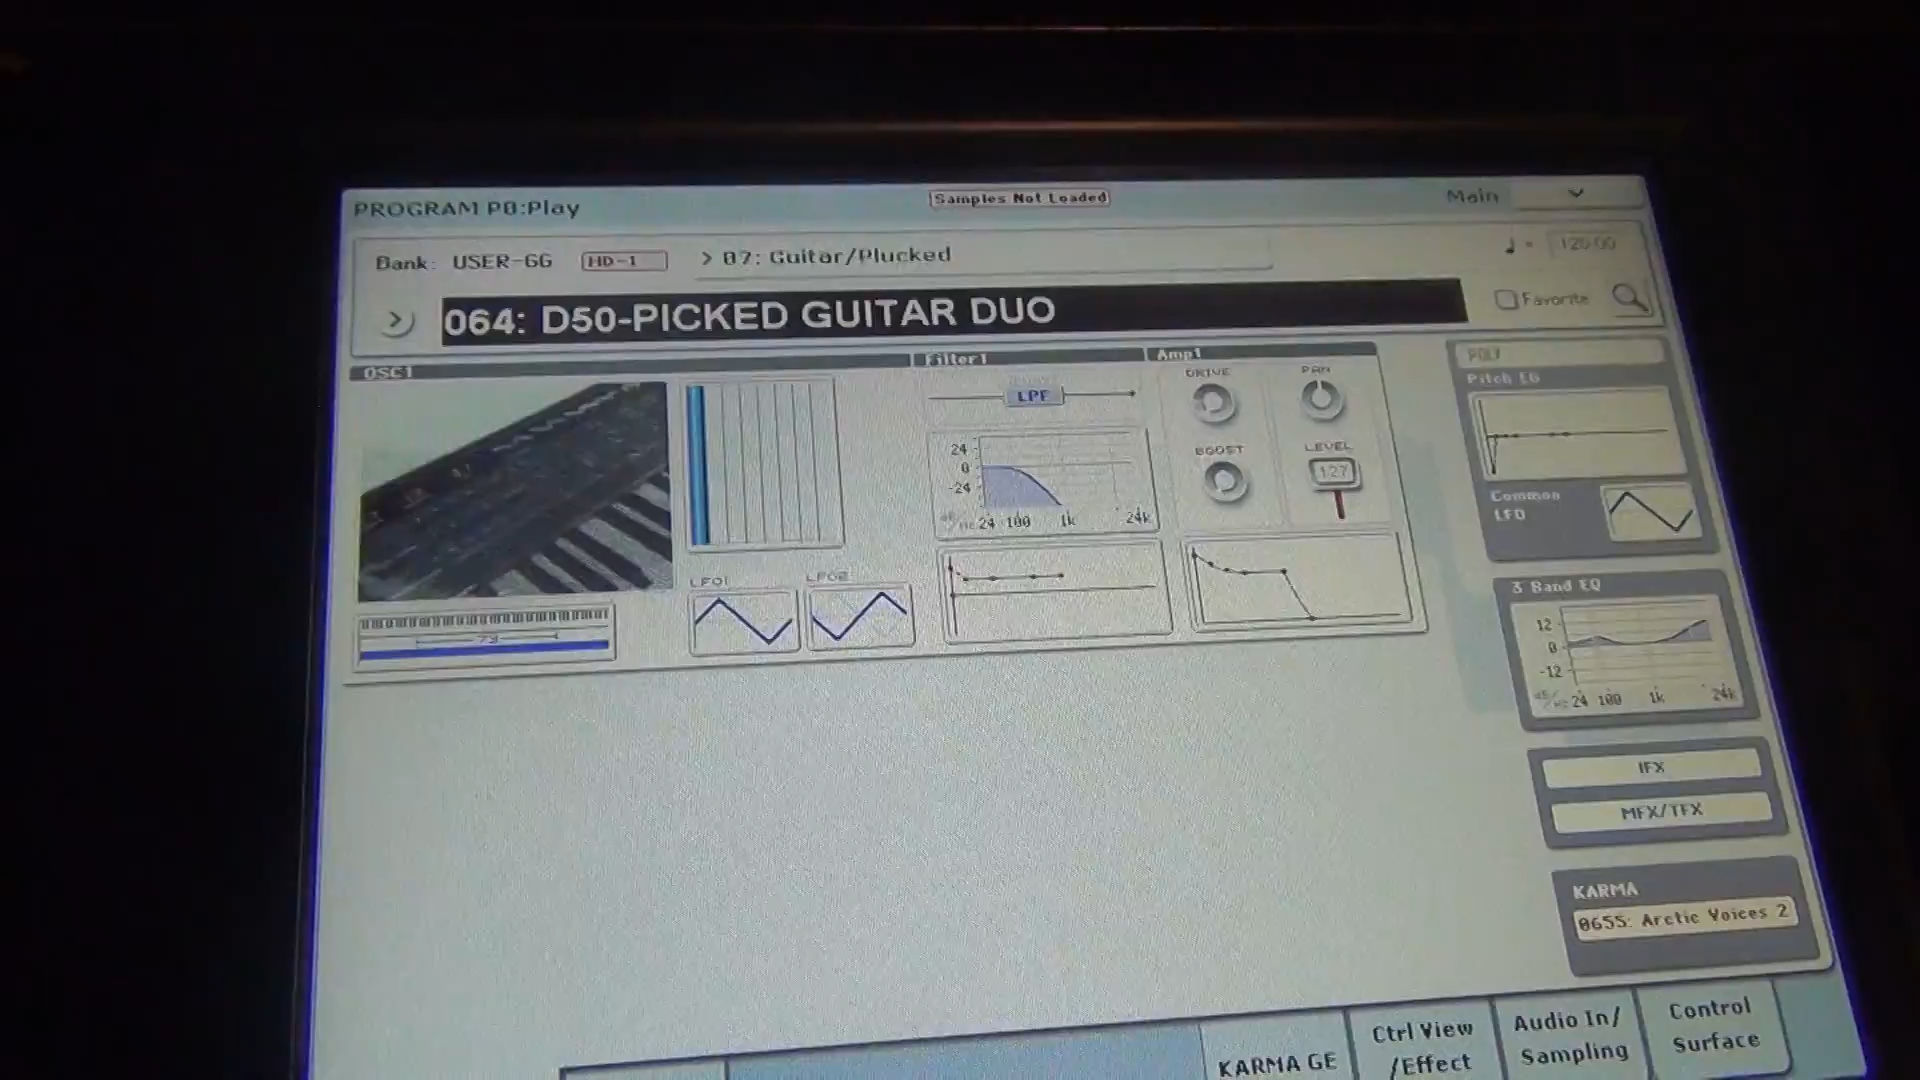 PROGRAM P0:Play
Samples Not Loaded
Main
Bank: USER-GG
HD-1
> 07: Guitar/Plucked
♩ = 120.00
064: D50-PICKED GUITAR DUO
Favorite
OSC1
Filter1
Amp1
POLY
LPF
DRIVE
PAN
Pitch EG
24
0
-24
24 100 1k 24k
BOOST
LEVEL
127
Common
LFO
LFO1
LFO2
3 Band EQ
12
0
-12
24 100 1k 24k
IFX
MFX/TFX
KARMA
0655: Arctic Voices 2
KARMA GE
Ctrl View
/Effect
Audio In/
Sampling
Control
Surface